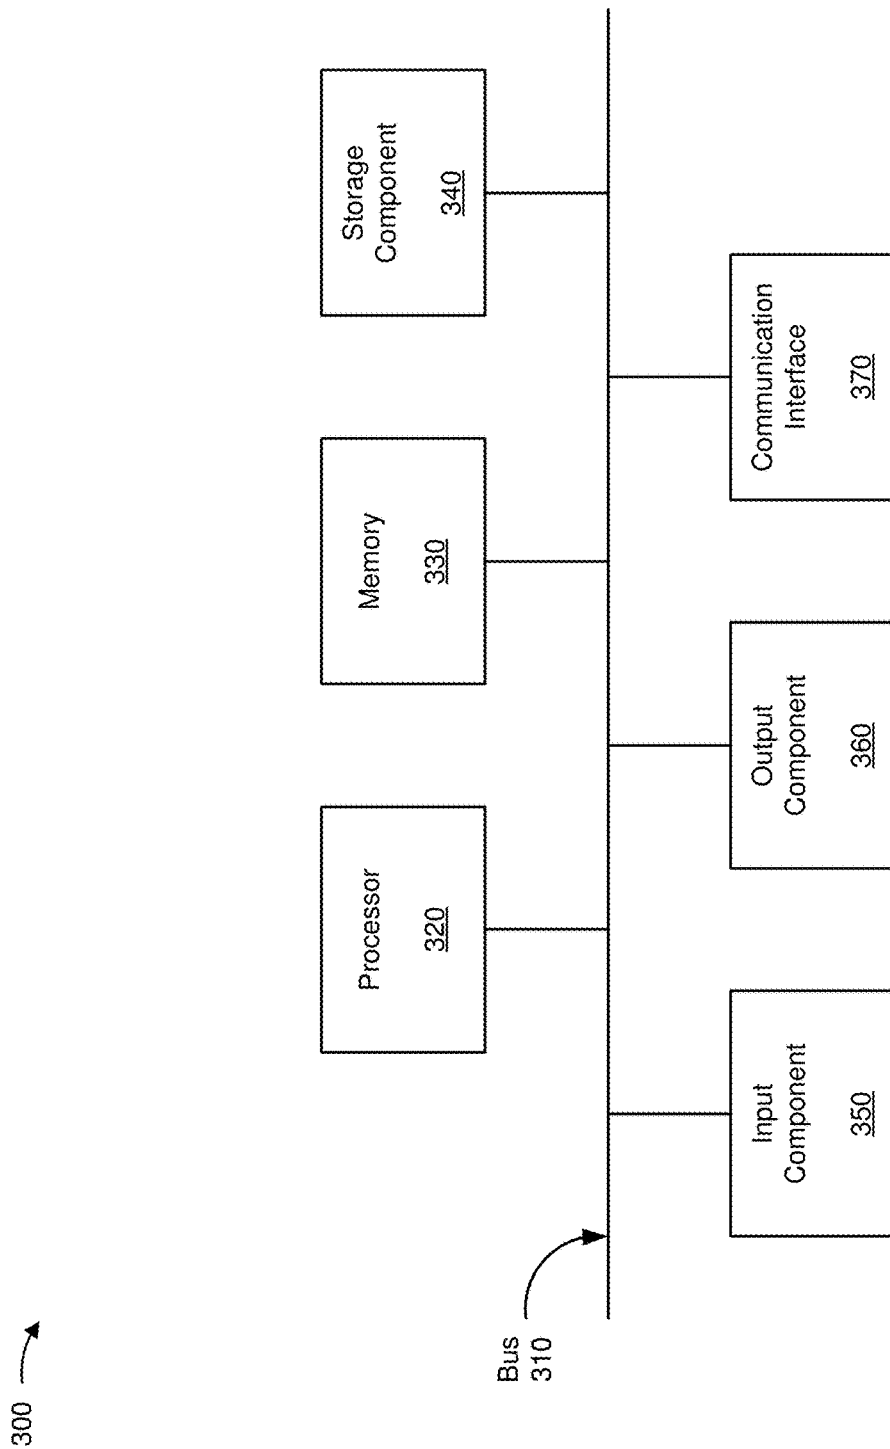 300
Processor
320
Memory
330
Storage
Component
340
Bus
310
Input
Component
350
Output
Component
360
Communication
Interface
370